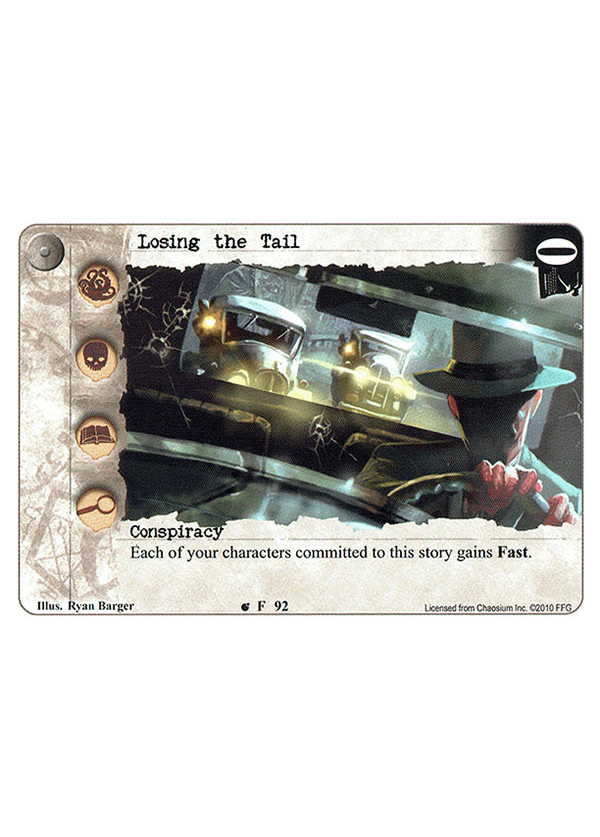 Losing the Tail
0
Conspiracy
Each of your characters committed to this story gains Fast.
Illus. Ryan Barger
F 92
Licensed from Chaosium Inc. ©2010 FFG